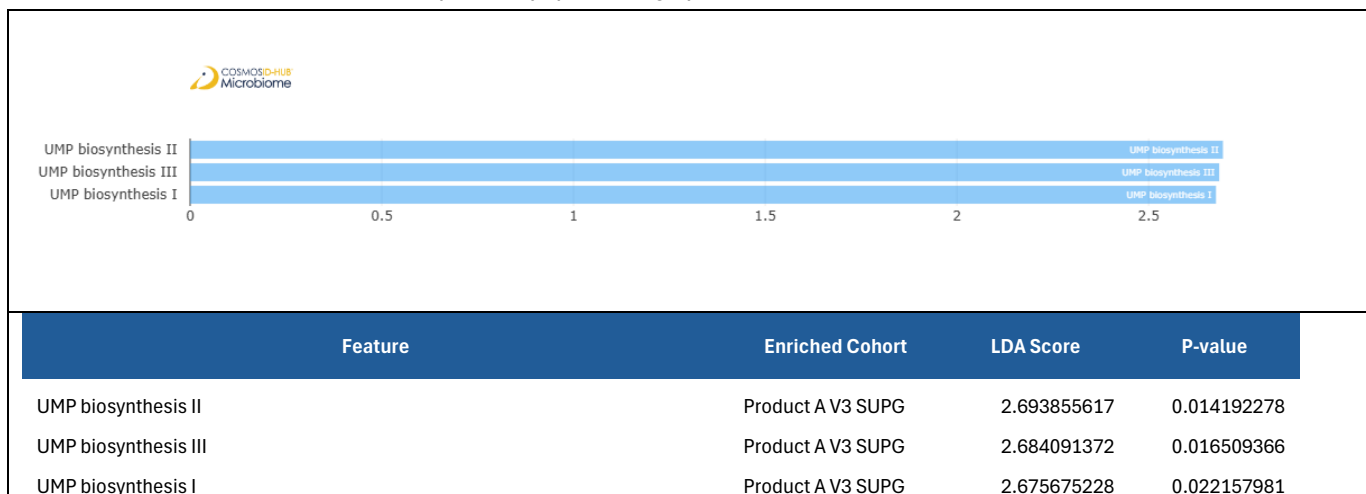 COSMOSID-HUB
Microbiome
UMP biosynthesis II
UMP biosynthesis II
UMP biosynthesis III
UMP biosynthesis III
UMP biosynthesis I
UMP biosynthesis I
0 0.5 1 1.5 2 2.5
Feature Enriched Cohort LDA Score P-value
UMP biosynthesis II Product A V3 SUPG 2.693855617 0.014192278
UMP biosynthesis III Product A V3 SUPG 2.684091372 0.016509366
UMP biosynthesis I Product A V3 SUPG 2.675675228 0.022157981